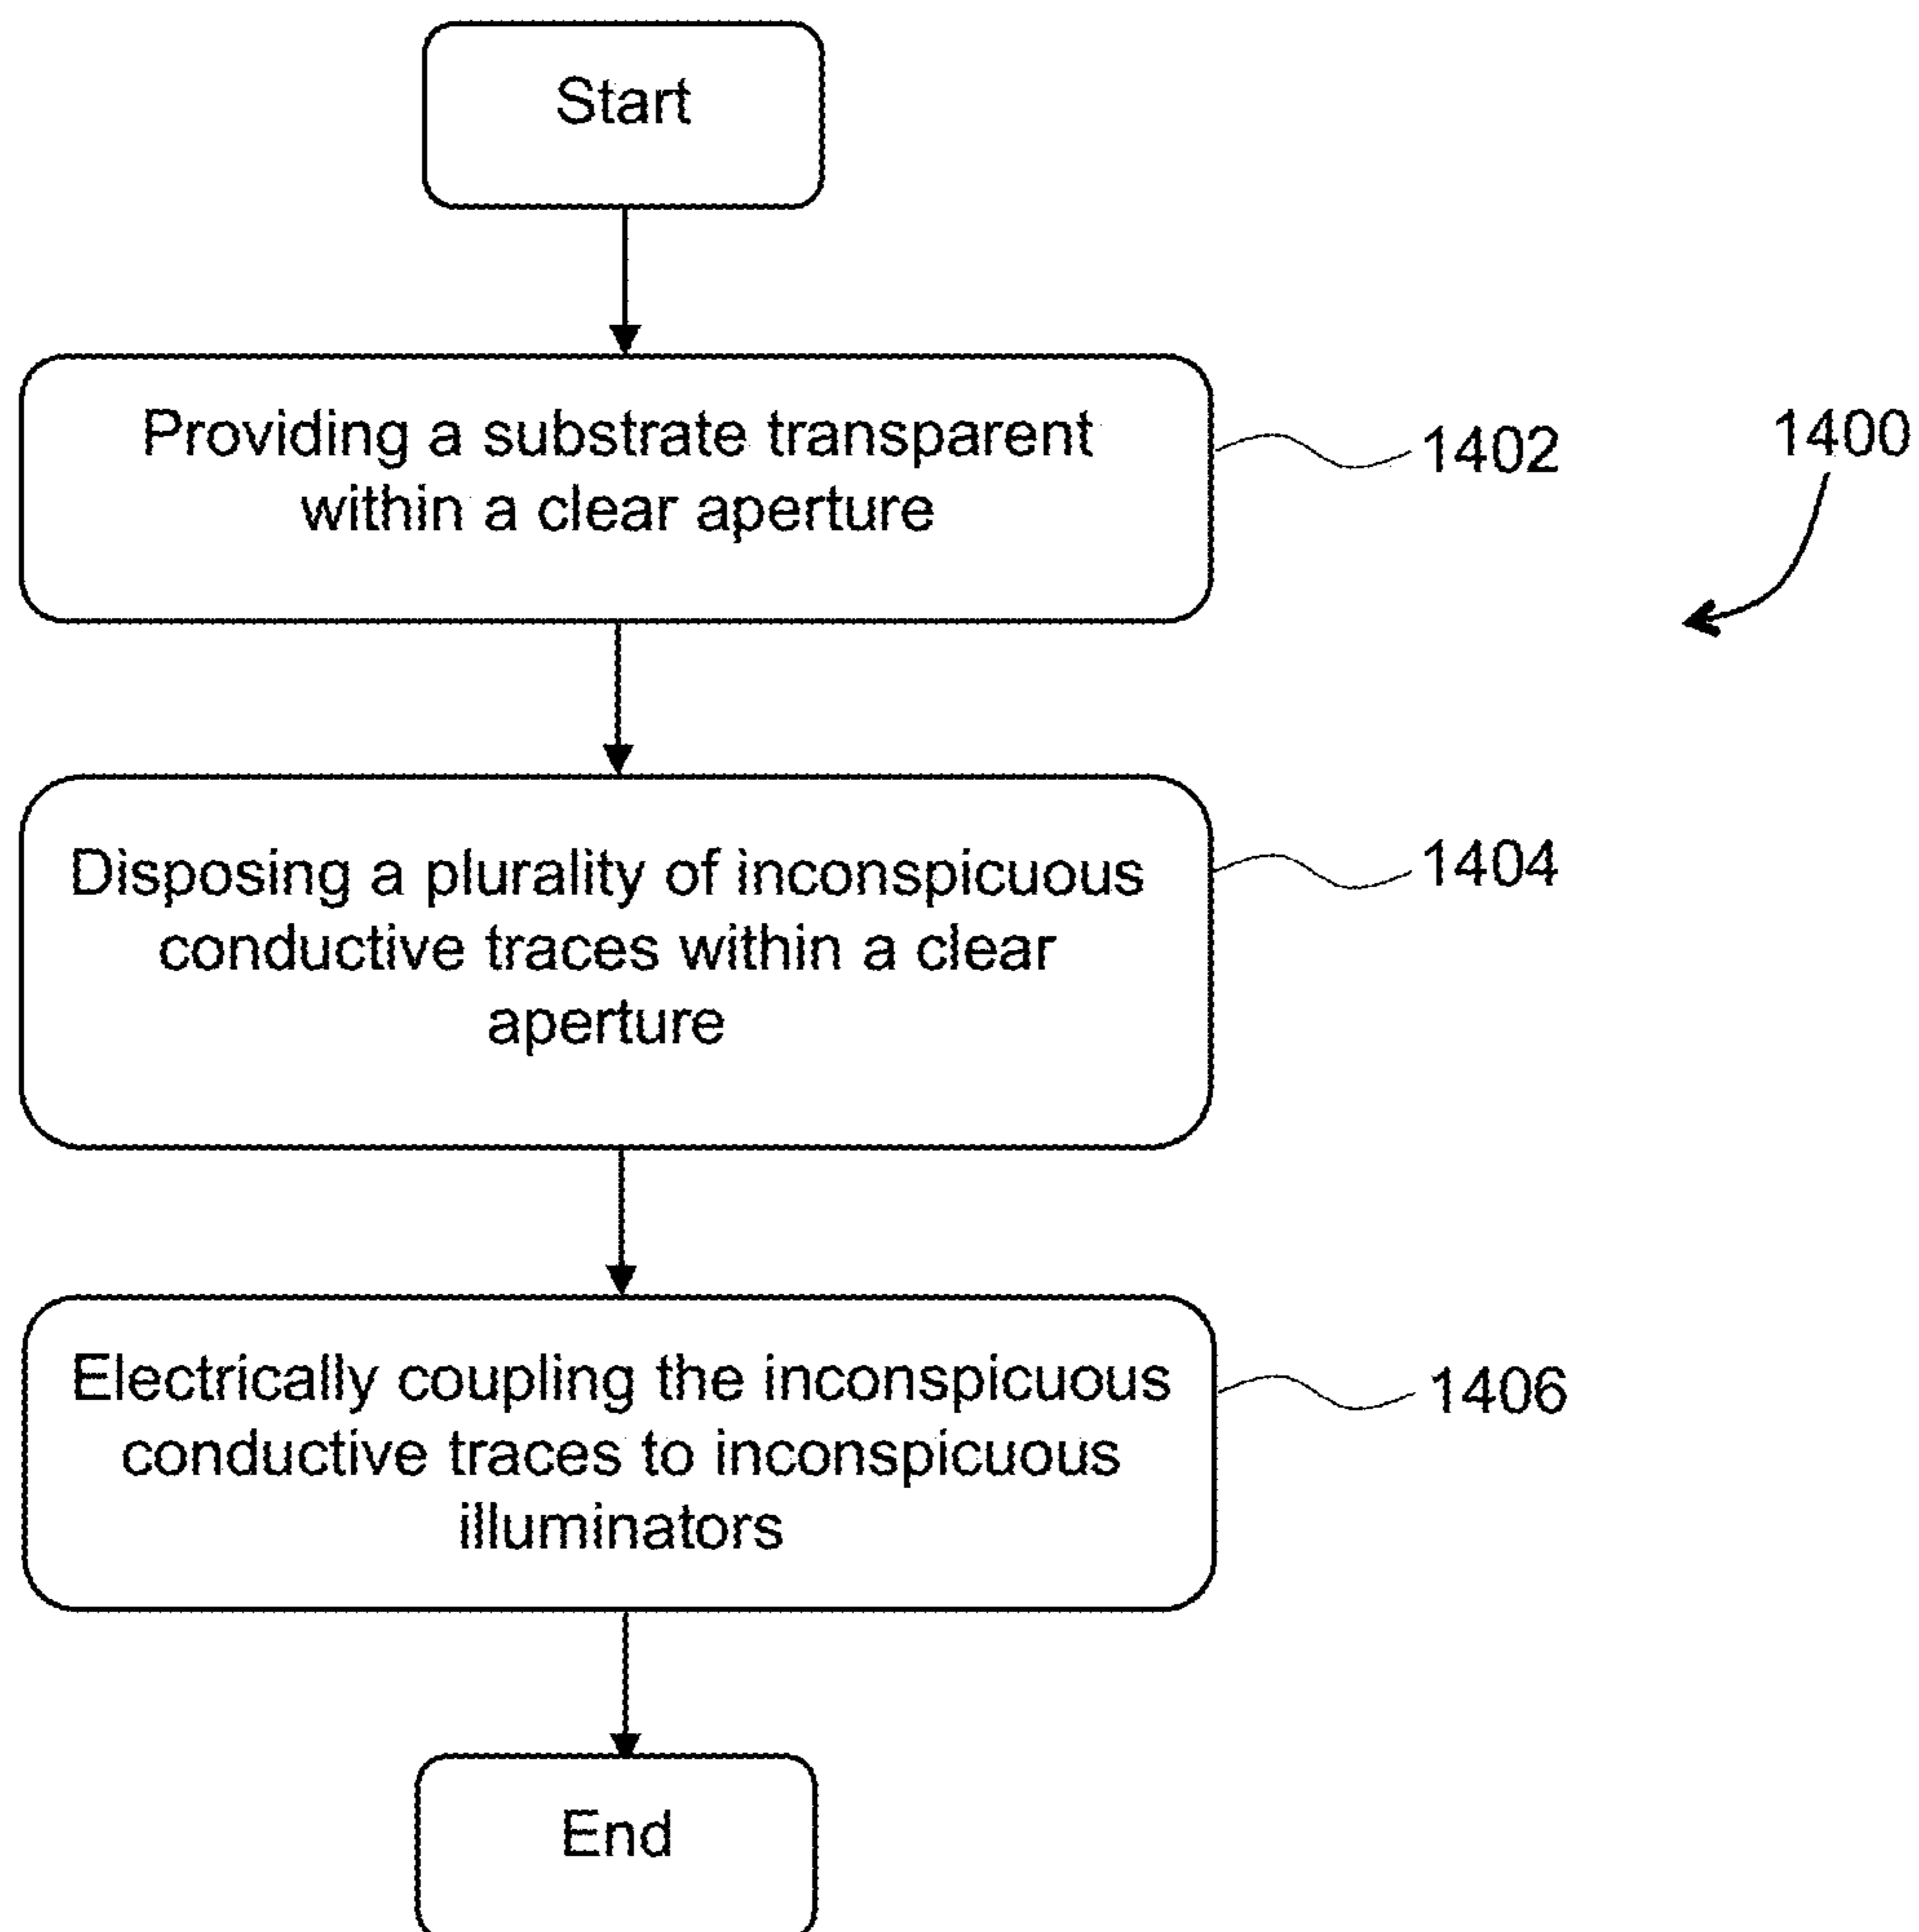 Start
Providing a substrate transparent
within a clear aperture
1402
1400
Disposing a plurality of inconspicuous
conductive traces within a clear
aperture
1404
Electrically coupling the inconspicuous
conductive traces to inconspicuous
illuminators
1406
End